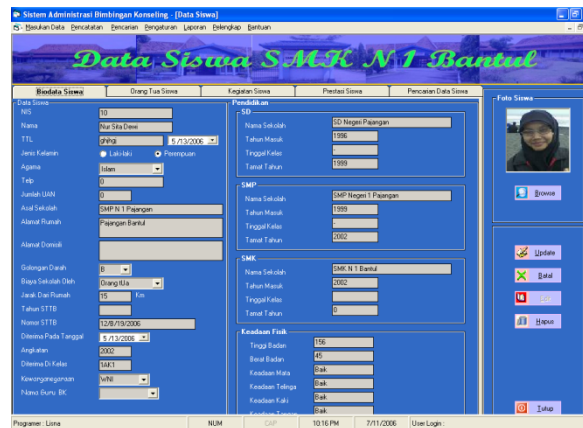 Sistem Administrasi Bimbingan Konseling - [Data Siswa]
Masukan Data Pencatatan Pencarian Pengaturan Laporan Pelengkap Bantuan
Data Siswa SMK N 1 Bantul
Biodata Siswa Orang Tua Siswa Kegiatan Siswa Prestasi Siswa Pencarian Data Siswa
Data Siswa
NIS 10
Nama Nur Sita Dewi
TTL ghjhgj 5 /13/2006
Jenis Kelamin Laki-laki Perempuan
Agama Islam
Telp 0
Jumlah UAN 0
Asal Sekolah SMP N 1 Pajangan
Alamat Rumah Pajangan Bantul
Alamat Domisili
Golongan Darah B
Biaya Sekolah Oleh Orang tUa
Jarak Dari Rumah 15 Km
Tahun STTB
Nomor STTB 12/B/19/2006
Diterima Pada Tanggal 5 /13/2006
Angkatan 2002
Diterima Di Kelas 1AK1
Kewarganegaraan WNI
Nama Guru BK
Pendidikan
SD
Nama Sekolah SD Negeri Pajangan
Tahun Masuk 1996
Tinggal Kelas -
Tamat Tahun 1999
SMP
Nama Sekolah SMP Negeri 1 Pajangan
Tahun Masuk 1999
Tinggal Kelas -
Tamat Tahun 2002
SMK
Nama Sekolah SMK N 1 Bantul
Tahun Masuk 2002
Tinggal Kelas
Tamat Tahun 0
Keadaan Fisik
Tinggi Badan 156
Berat Badan 45
Keadaan Mata Baik
Keadaan Telinga Baik
Keadaan Kaki Baik
Keadaan Tangan Baik
Foto Siswa
Browse
Update
Batal
Hapus
Tutup
Programer : Lisna NUM CAP 10:16 PM 7/11/2006 User Login :